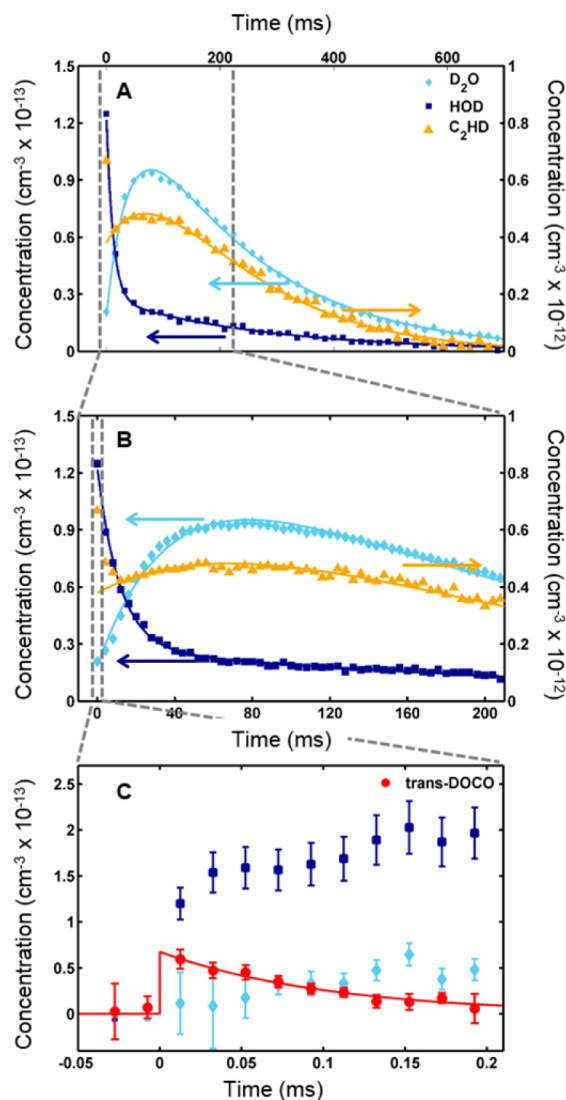 Time (ms)
0 200 400 600
1.5
1.2
0.9
0.6
0.3
0
Concentration (cm⁻³ x 10⁻¹³)
A
D₂O
HOD
C₂HD
1
0.8
0.6
0.4
0.2
0
Concentration (cm⁻³ x 10⁻¹²)
1.5
1.2
0.9
0.6
0.3
0
Concentration (cm⁻³ x 10⁻¹³)
B
1
0.8
0.6
0.4
0.2
0
Concentration (cm⁻³ x 10⁻¹²)
0 40 80 120 160 200
Time (ms)
2.5
2
1.5
1
0.5
0
Concentration (cm⁻³ x 10⁻¹³)
C
trans-DOCO
-0.05 0 0.05 0.1 0.15 0.2
Time (ms)